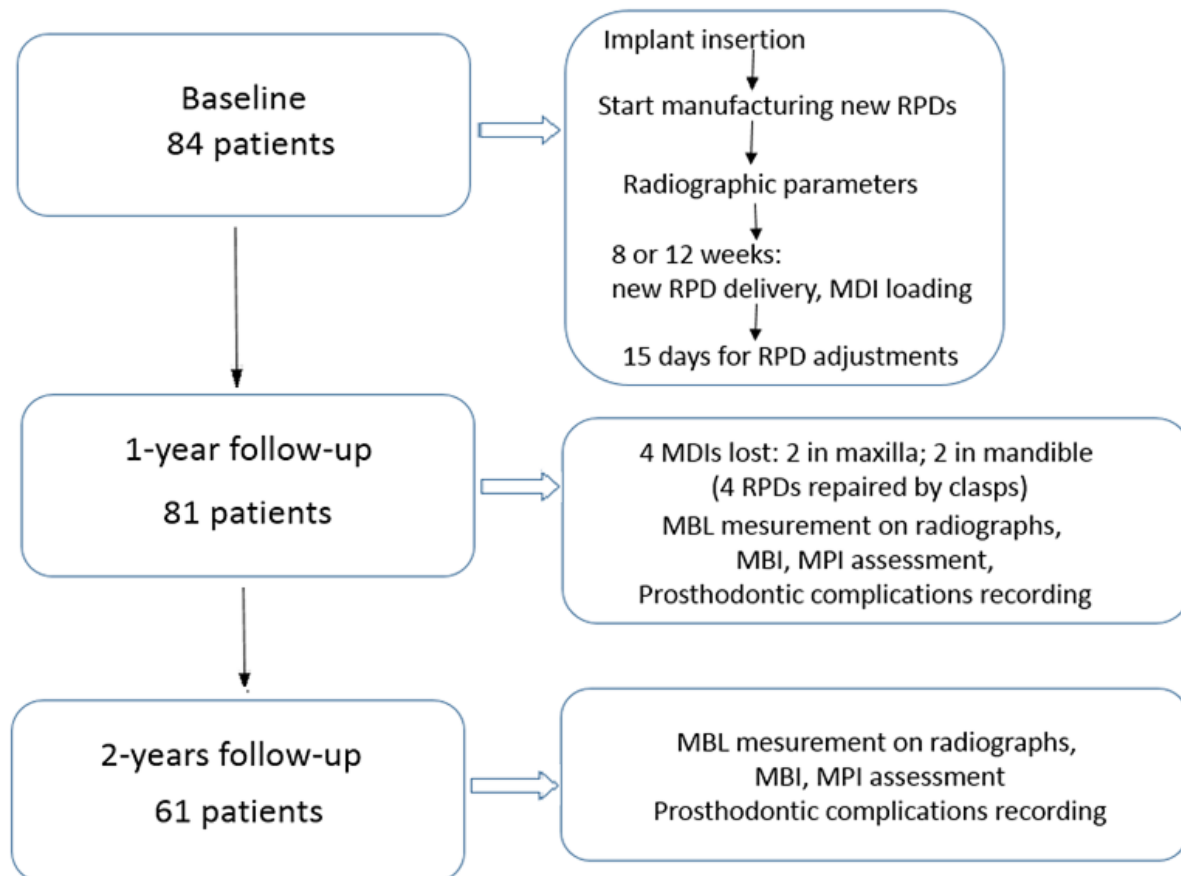 Baseline
84 patients
Implant insertion
Start manufacturing new RPDs
Radiographic parameters
8 or 12 weeks:
new RPD delivery, MDI loading
15 days for RPD adjustments
1-year follow-up
81 patients
4 MDIs lost: 2 in maxilla; 2 in mandible
(4 RPDs repaired by clasps)
MBL mesurement on radiographs,
MBI, MPI assessment,
Prosthodontic complications recording
2-years follow-up
61 patients
MBL mesurement on radiographs,
MBI, MPI assessment
Prosthodontic complications recording